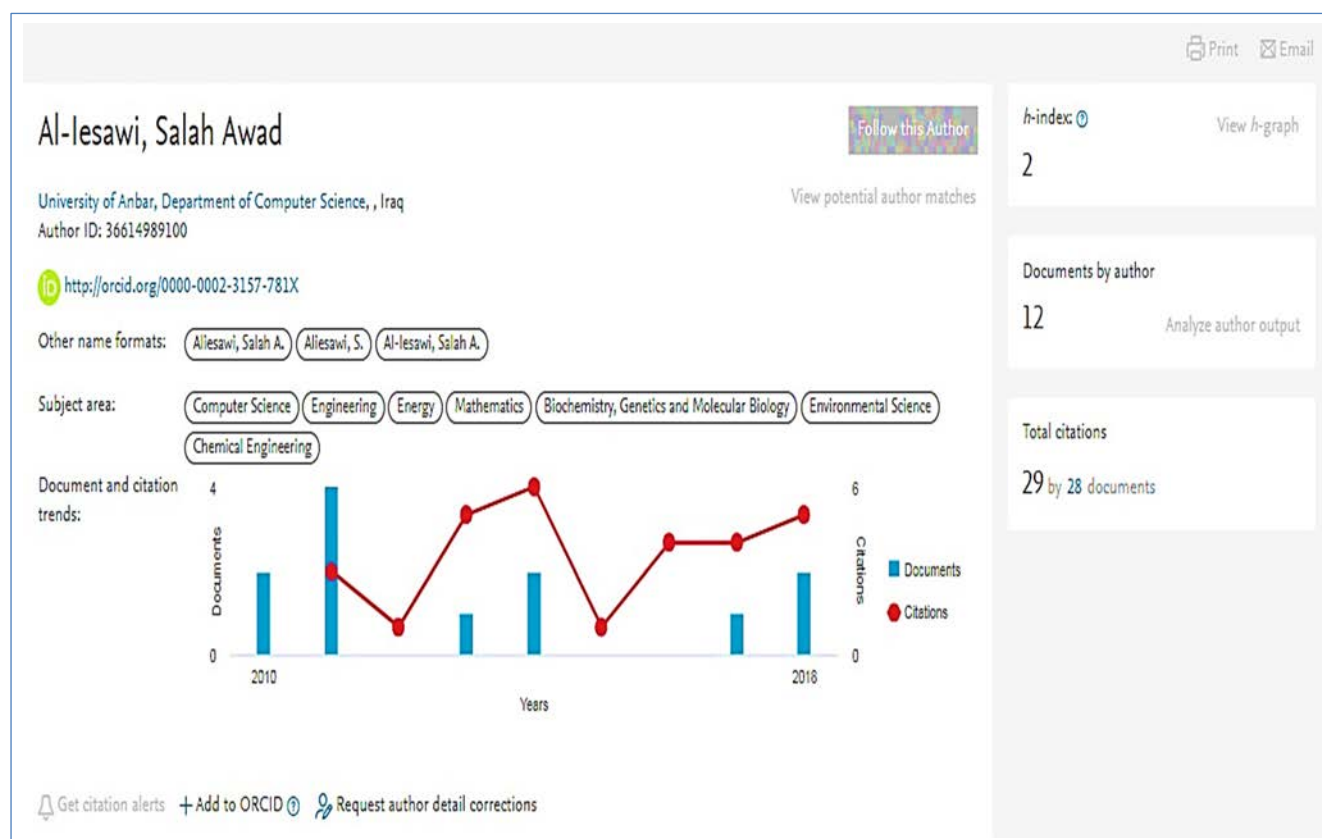 Print Email
Al-Iesawi, Salah Awad
Follow this Author
University of Anbar, Department of Computer Science, , Iraq
View potential author matches
Author ID: 36614989100
iD http://orcid.org/0000-0002-3157-781X
Other name formats: Aliesawi, Salah A. Aliesawi, S. Al-Iesawi, Salah A.
Subject area: Computer Science Engineering Energy Mathematics Biochemistry, Genetics and Molecular Biology Environmental Science
Chemical Engineering
Document and citation
trends:
4
0
Documents
6
0
Citations
2010 2018
Years
Documents
Citations
Get citation alerts + Add to ORCID ? Request author detail corrections
h-index: ? View h-graph
2
Documents by author
12 Analyze author output
Total citations
29 by 28 documents